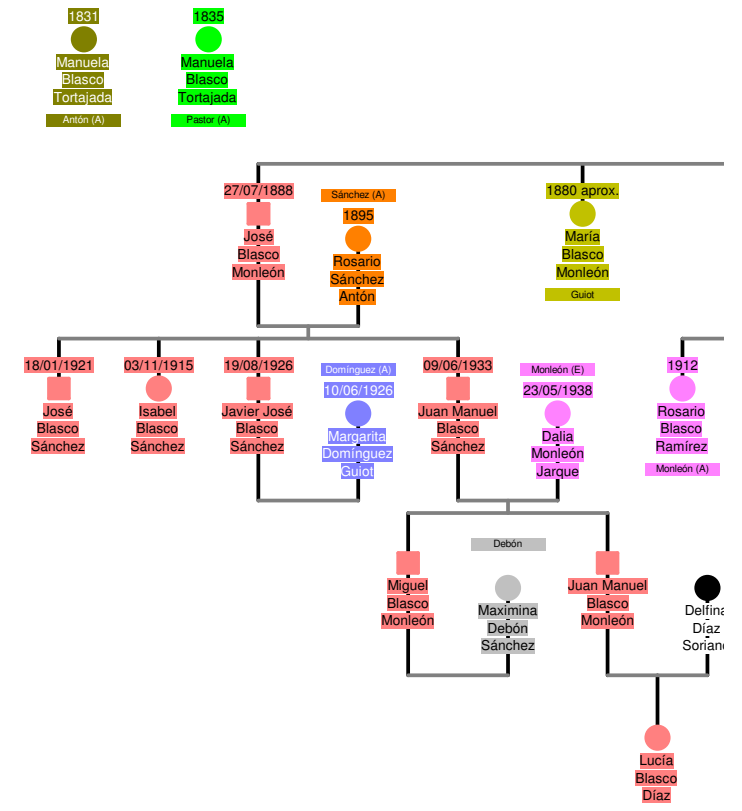 1831
Manuela
Blasco
Tortajada
Antón (A)
1835
Manuela
Blasco
Tortajada
Pastor (A)
27/07/1888
José
Blasco
Monleón
Sánchez (A)
1895
Rosario
Sánchez
Antón
1880 aprox.
María
Blasco
Monleón
Guiot
18/01/1921
José
Blasco
Sánchez
03/11/1915
Isabel
Blasco
Sánchez
19/08/1926
Javier José
Blasco
Sánchez
Domínguez (A)
10/06/1926
Margarita
Domínguez
Guiot
09/06/1933
Juan Manuel
Blasco
Sánchez
Monleón (E)
23/05/1938
Dalia
Monleón
Jarque
1912
Rosario
Blasco
Ramírez
Monleón (A)
Miguel
Blasco
Monleón
Debón
Maximina
Debón
Sánchez
Juan Manuel
Blasco
Monleón
Delfina
Díaz
Soriano
Lucía
Blasco
Díaz